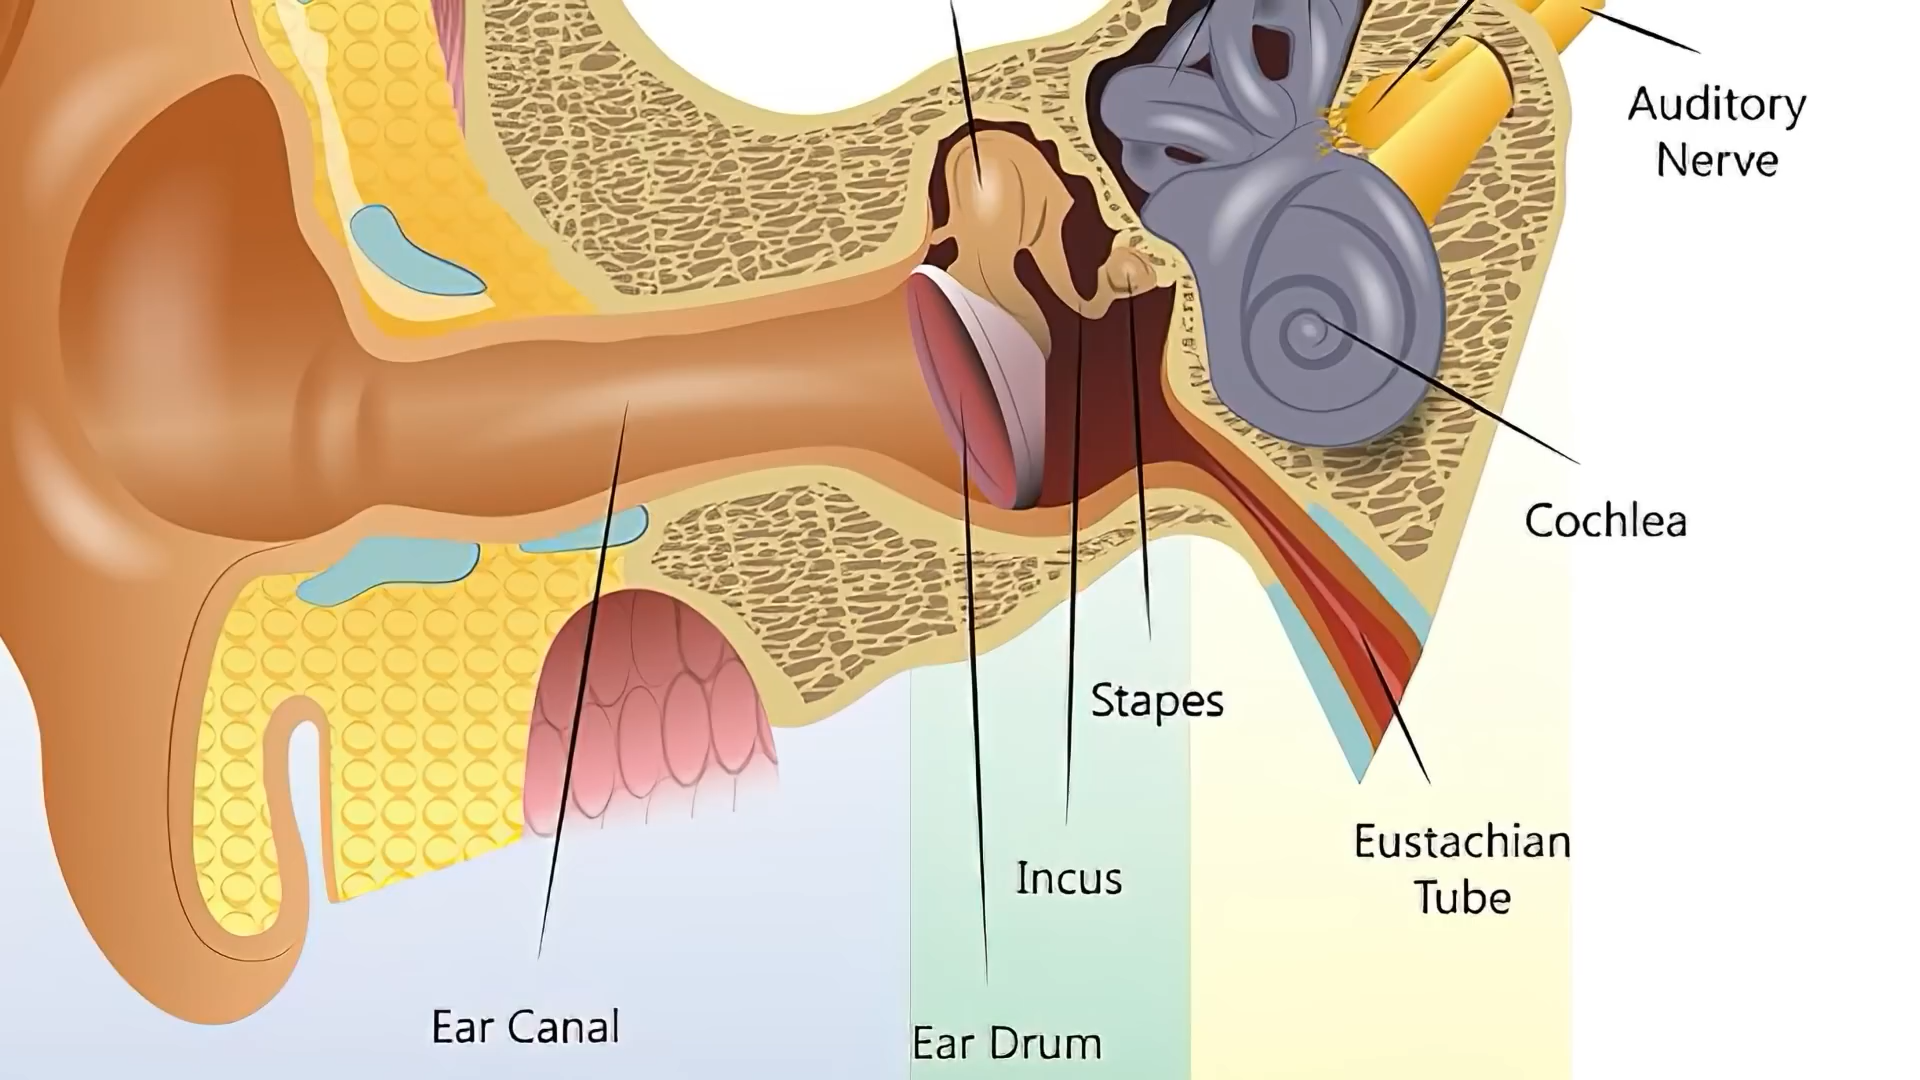 Auditory
Nerve
Cochlea
Stapes
Eustachian
Tube
Incus
Ear Canal
Ear Drum